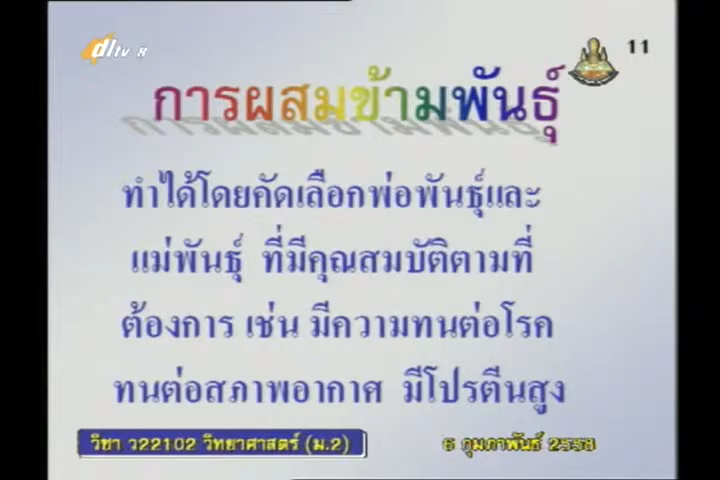 dltv 8
11
การผสมข้ามพันธุ์
ทำได้โดยคัดเลือกพ่อพันธุ์และ
แม่พันธุ์ ที่มีคุณสมบัติตามที่
ต้องการ เช่น มีความทนต่อโรค
ทนต่อสภาพอากาศ มีโปรตีนสูง
วิชา ว22102 วิทยาศาสตร์ (ม.2)
6 กุมภาพันธ์ 2553